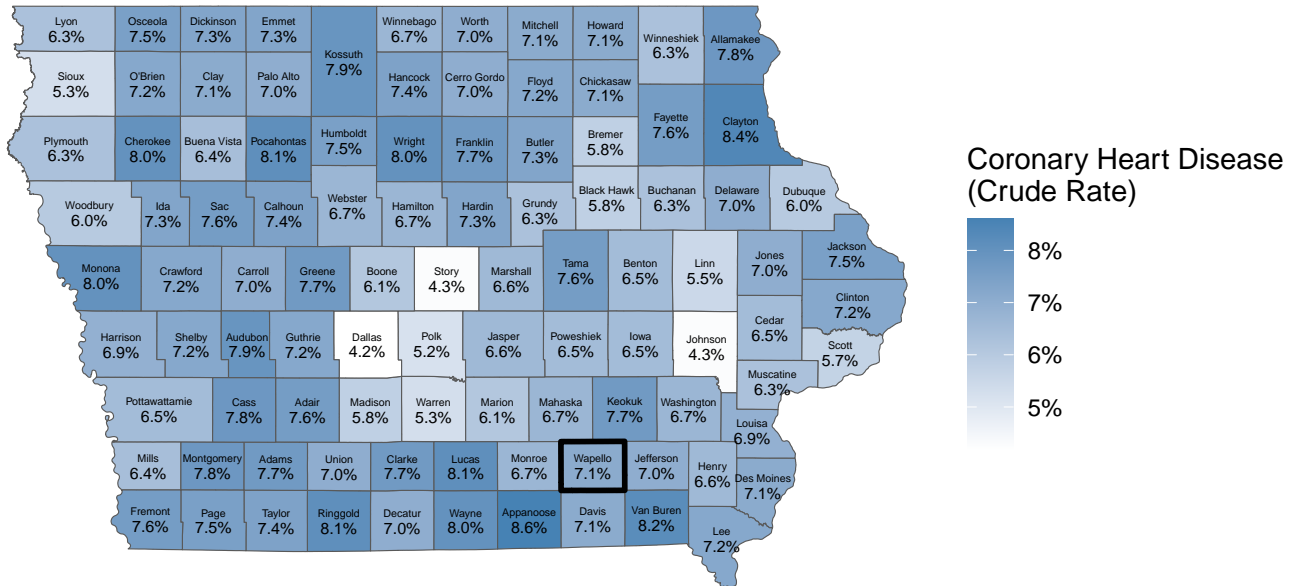 Lyon
6.3%
Osceola
7.5%
Dickinson
7.3%
Emmet
7.3%
Kossuth
7.9%
Winnebago
6.7%
Worth
7.0%
Mitchell
7.1%
Howard
7.1%
Winneshiek
6.3%
Allamakee
7.8%
Sioux
5.3%
O'Brien
7.2%
Clay
7.1%
Palo Alto
7.0%
Hancock
7.4%
Cerro Gordo
7.0%
Floyd
7.2%
Chickasaw
7.1%
Fayette
7.6%
Clayton
8.4%
Plymouth
6.3%
Cherokee
8.0%
Buena Vista
6.4%
Pocahontas
8.1%
Humboldt
7.5%
Wright
8.0%
Franklin
7.7%
Butler
7.3%
Bremer
5.8%
Woodbury
6.0%
Ida
7.3%
Sac
7.6%
Calhoun
7.4%
Webster
6.7%
Hamilton
6.7%
Hardin
7.3%
Grundy
6.3%
Black Hawk
5.8%
Buchanan
6.3%
Delaware
7.0%
Dubuque
6.0%
Monona
8.0%
Crawford
7.2%
Carroll
7.0%
Greene
7.7%
Boone
6.1%
Story
4.3%
Marshall
6.6%
Tama
7.6%
Benton
6.5%
Linn
5.5%
Jones
7.0%
Jackson
7.5%
Clinton
7.2%
Harrison
6.9%
Shelby
7.2%
Audubon
7.9%
Guthrie
7.2%
Dallas
4.2%
Polk
5.2%
Jasper
6.6%
Poweshiek
6.5%
Iowa
6.5%
Johnson
4.3%
Cedar
6.5%
Scott
5.7%
Muscatine
6.3%
Pottawattamie
6.5%
Cass
7.8%
Adair
7.6%
Madison
5.8%
Warren
5.3%
Marion
6.1%
Mahaska
6.7%
Keokuk
7.7%
Washington
6.7%
Louisa
6.9%
Mills
6.4%
Montgomery
7.8%
Adams
7.7%
Union
7.0%
Clarke
7.7%
Lucas
8.1%
Monroe
6.7%
Wapello
7.1%
Jefferson
7.0%
Henry
6.6%
Des Moines
7.1%
Fremont
7.6%
Page
7.5%
Taylor
7.4%
Ringgold
8.1%
Decatur
7.0%
Wayne
8.0%
Appanoose
8.6%
Davis
7.1%
Van Buren
8.2%
Lee
7.2%
Coronary Heart Disease
(Crude Rate)
8%
7%
6%
5%